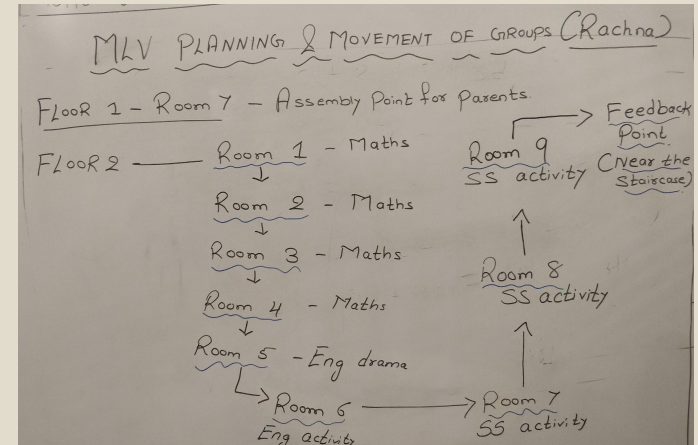 MLV PLANNING & MOVEMENT OF GROUPS (Rachna)
FLOOR 1 - ROOM 7 - Assembly Point for Parents
FLOOR 2 — Room 1 - Maths
↓
Room 2 - Maths
↓
Room 3 - Maths
↓
Room 4 - Maths
↓
Room 5 - Eng drama
Room 6 → Room 7
Eng activity
SS activity
↑
Room 8
SS activity
↑
Room 9
SS activity
→ Feedback
Point
(Near the
Staircase)